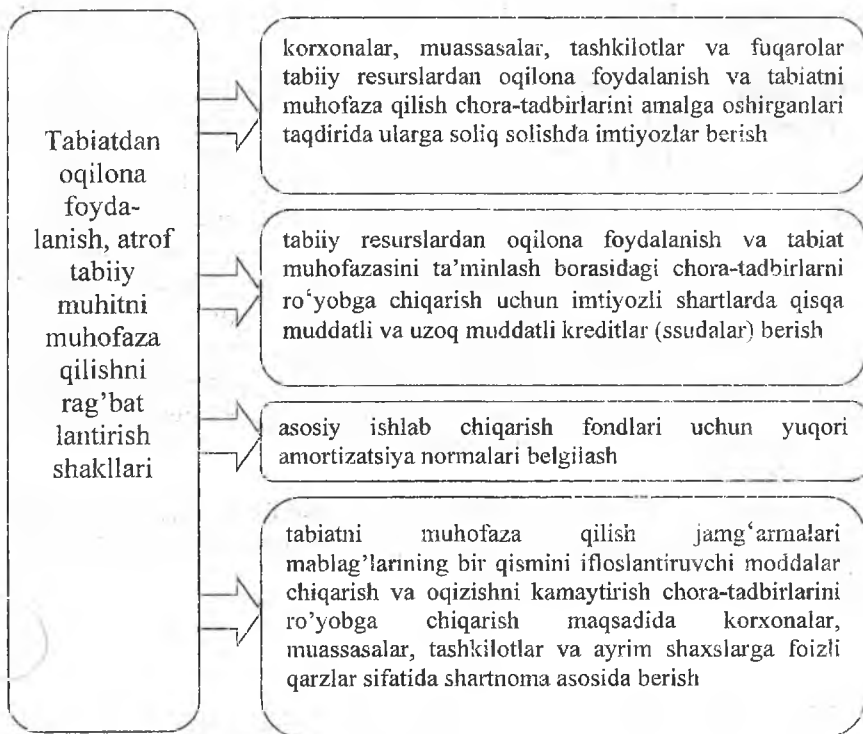 Tabiatdan
oqilona
foyda-
lanish, atrof
tabiiy
muhitni
muhofaza
qilishni
rag'bat
lantirish
shakllari
korxonalar, muassasalar, tashkilotlar va fuqarolar
tabiiy resurslardan oqilona foydalanish va tabiatni
muhofaza qilish chora-tadbirlarini amalga oshirganlari
taqdirida ularga soliq solishda imtiyozlar berish
tabiiy resurslardan oqilona foydalanish va tabiat
muhofazasini ta'minlash borasidagi chora-tadbirlarni
ro‘yobga chiqarish uchun imtiyozli shartlarda qisqa
muddatli va uzoq muddatli kreditlar (ssudalar) berish
asosiy ishlab chiqarish fondlari uchun yuqori
amortizatsiya normalari belgilash
tabiatni muhofaza qilish jamg‘armalari
mablag'larining bir qismini ifloslantiruvchi moddalar
chiqarish va oqizishni kamaytirish chora-tadbirlarini
ro'yobga chiqarish maqsadida korxonalar,
muassasalar, tashkilotlar va ayrim shaxslarga foizli
qarzlar sifatida shartnoma asosida berish